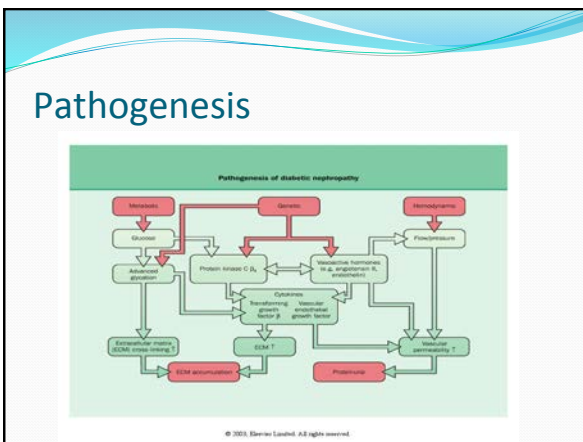 Pathogenesis
Pathogenesis of diabetic nephropathy
Metabolic
Genetic
Hemodynamic
Glucose
Flow/pressure
Advanced
glycation
Protein kinase C β
Vasoactive hormones
(e.g. angiotensin II,
endothelin)
Cytokines
Transforming
growth
factor β
Vascular
endothelial
growth factor
Extracellular matrix
(ECM) cross-linking ↑
ECM ↑
Vascular
permeability ↑
ECM accumulation
Proteinuria
© 2003, Elsevier Limited. All rights reserved.